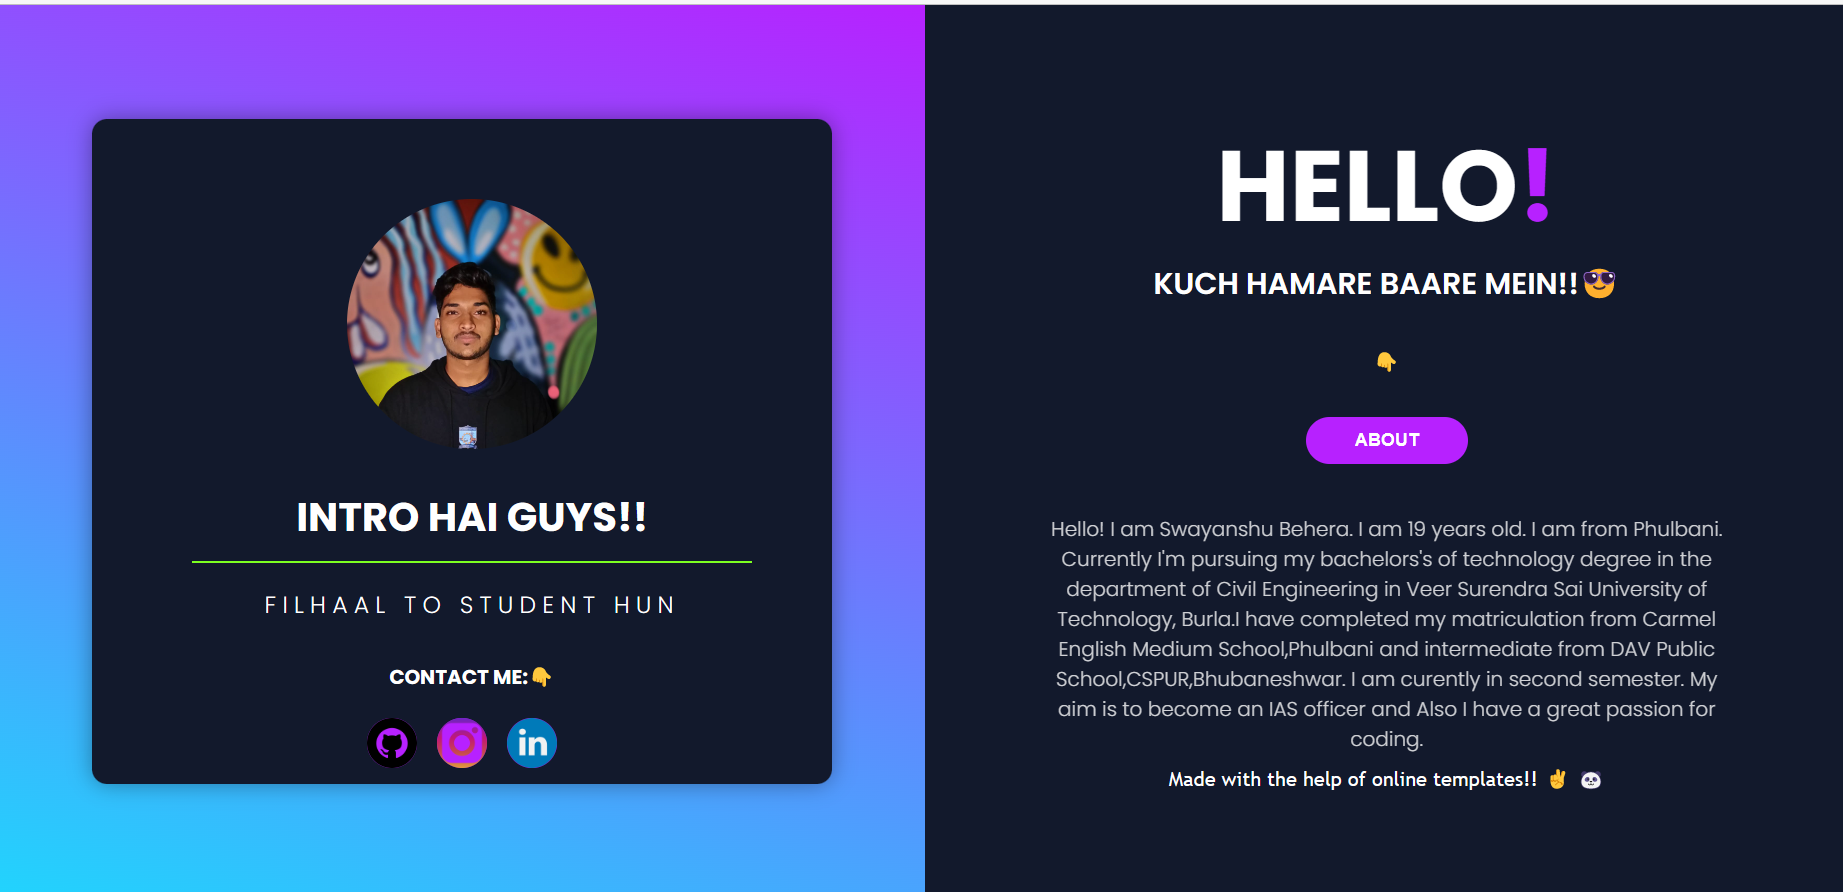 INTRO HAI GUYS!!
FILHAAL TO STUDENT HUN
CONTACT ME:👇
in
HELLO!
KUCH HAMARE BAARE MEIN!!😎
👇
ABOUT
Hello! I am Swayanshu Behera. I am 19 years old. I am from Phulbani.
Currently I'm pursuing my bachelors's of technology degree in the
department of Civil Engineering in Veer Surendra Sai University of
Technology, Burla.I have completed my matriculation from Carmel
English Medium School,Phulbani and intermediate from DAV Public
School,CSPUR,Bhubaneshwar. I am curently in second semester. My
aim is to become an IAS officer and Also I have a great passion for
coding.
Made with the help of online templates!! ✌ 🐼